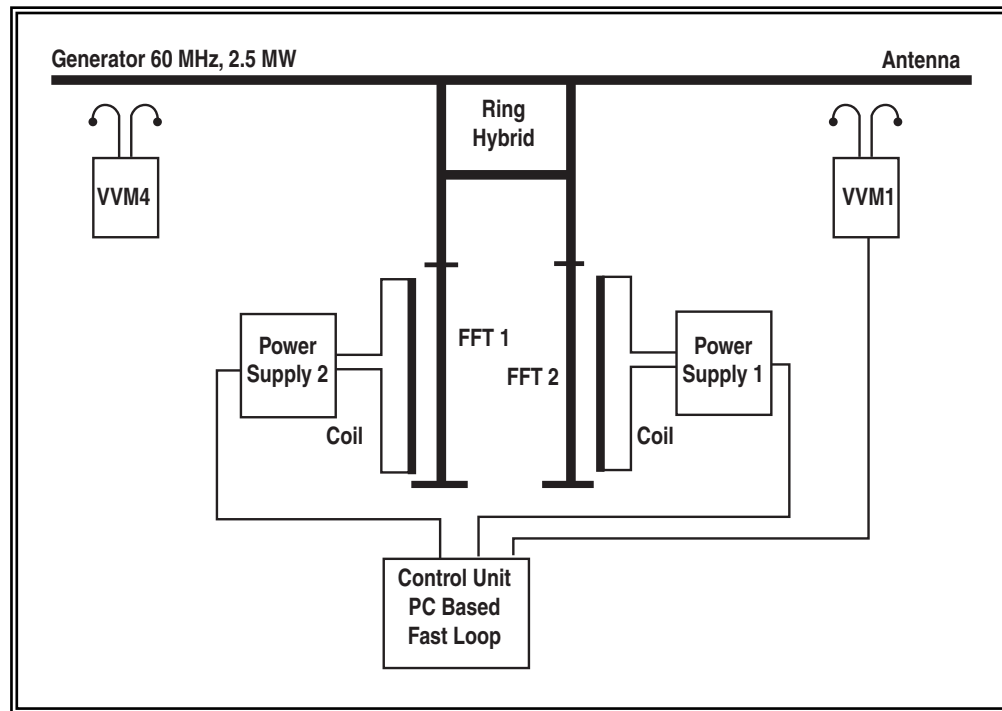 Generator 60 MHz, 2.5 MW
Antenna
Ring
Hybrid
VVM4
VVM1
FFT 1
Power
Supply 2
FFT 2
Power
Supply 1
Coil
Coil
Control Unit
PC Based
Fast Loop